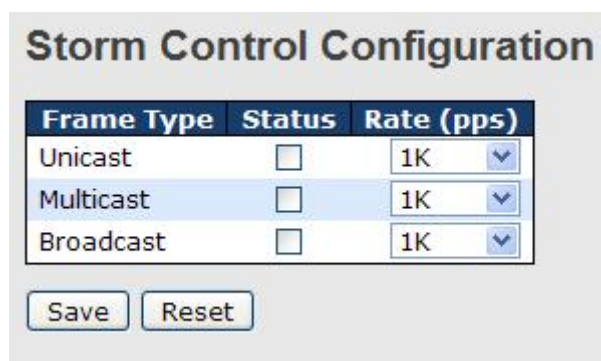 Storm Control Configuration
Frame Type Status Rate (pps)
Unicast 1K
Multicast 1K
Broadcast 1K
Save Reset